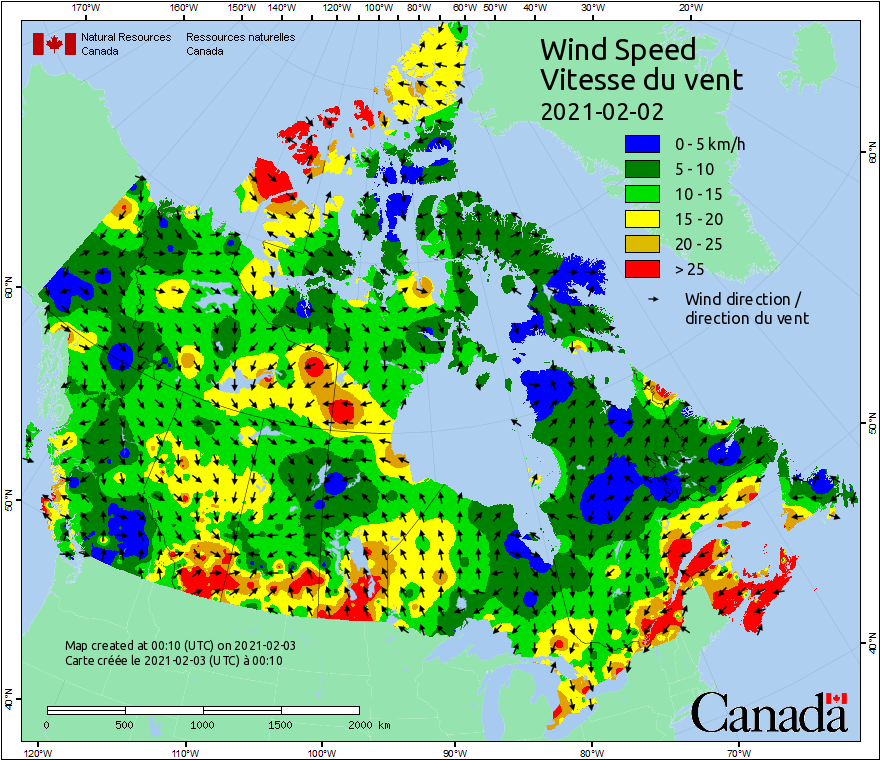 170°W 160°W 150°W 140°W 120°W 100°W 80°W 60°W 50°W 40°W 30°W 20°W
Natural Resources Ressources naturelles
Canada Canada
Wind Speed
Vitesse du vent
2021-02-02
0 - 5 km/h
5 - 10
10 - 15
15 - 20
20 - 25
> 25
Wind direction /
direction du vent
60°N
60°N
50°N
50°N
40°N
40°N
Map created at 00:10 (UTC) on 2021-02-03
Carte créée le 2021-02-03 (UTC) à 00:10
0 500 1000 1500 2000 km
Canada
120°W 110°W 100°W 90°W 80°W 70°W